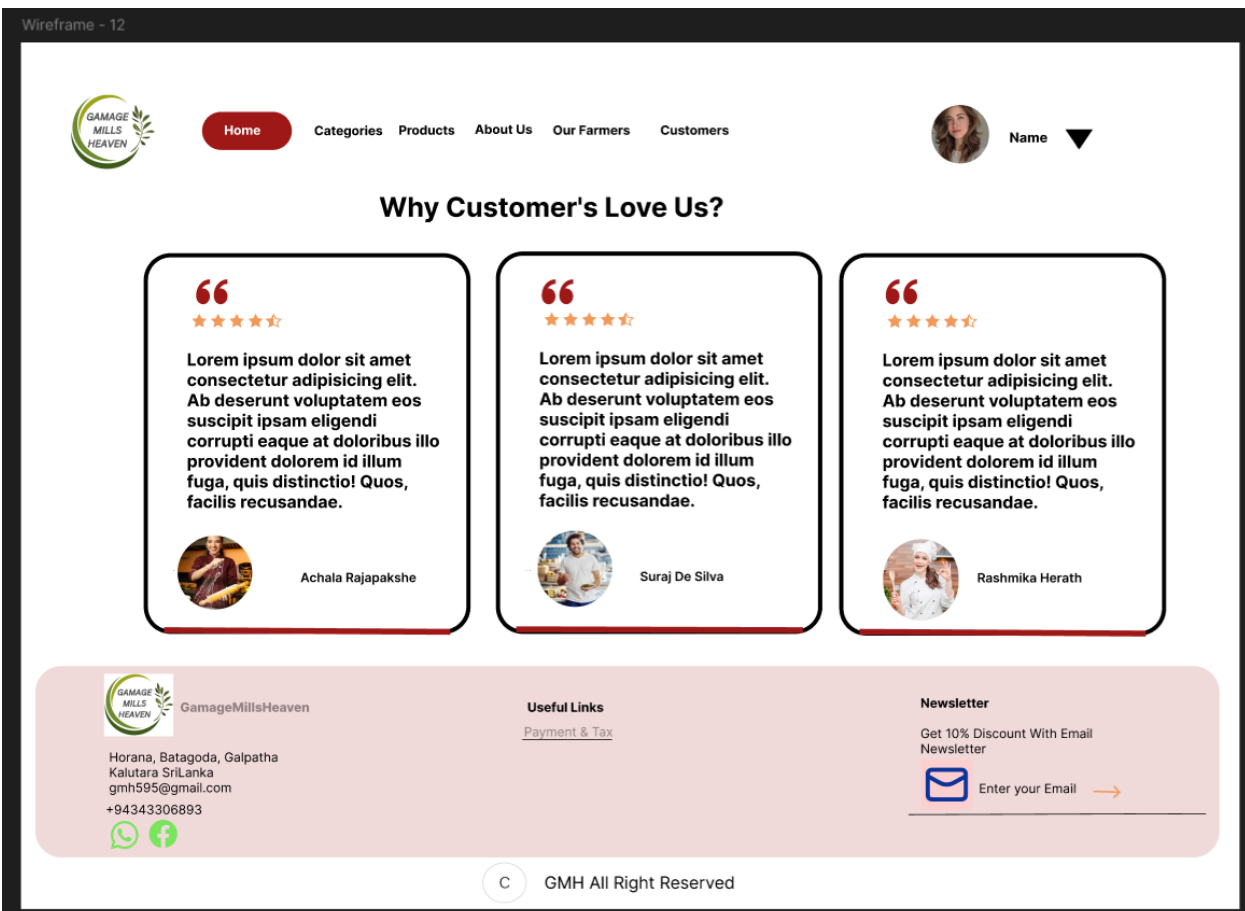 Wireframe - 12
GAMAGE
MILLS
HEAVEN
Home
Categories
Products
About Us
Our Farmers
Customers
Name
Why Customer's Love Us?
Lorem ipsum dolor sit amet
consectetur adipisicing elit.
Ab deserunt voluptatem eos
suscipit ipsam eligendi
corrupti eaque at doloribus illo
provident dolorem id illum
fuga, quis distinctio! Quos,
facilis recusandae.
Achala Rajapakshe
Lorem ipsum dolor sit amet
consectetur adipisicing elit.
Ab deserunt voluptatem eos
suscipit ipsam eligendi
corrupti eaque at doloribus illo
provident dolorem id illum
fuga, quis distinctio! Quos,
facilis recusandae.
Suraj De Silva
Lorem ipsum dolor sit amet
consectetur adipisicing elit.
Ab deserunt voluptatem eos
suscipit ipsam eligendi
corrupti eaque at doloribus illo
provident dolorem id illum
fuga, quis distinctio! Quos,
facilis recusandae.
Rashmika Herath
GAMAGE
MILLS
HEAVEN
GamageMillsHeaven
Horana, Batagoda, Galpatha
Kalutara SriLanka
gmh595@gmail.com
+94343306893
Useful Links
Payment & Tax
Newsletter
Get 10% Discount With Email
Newsletter
Enter your Email
C
GMH All Right Reserved